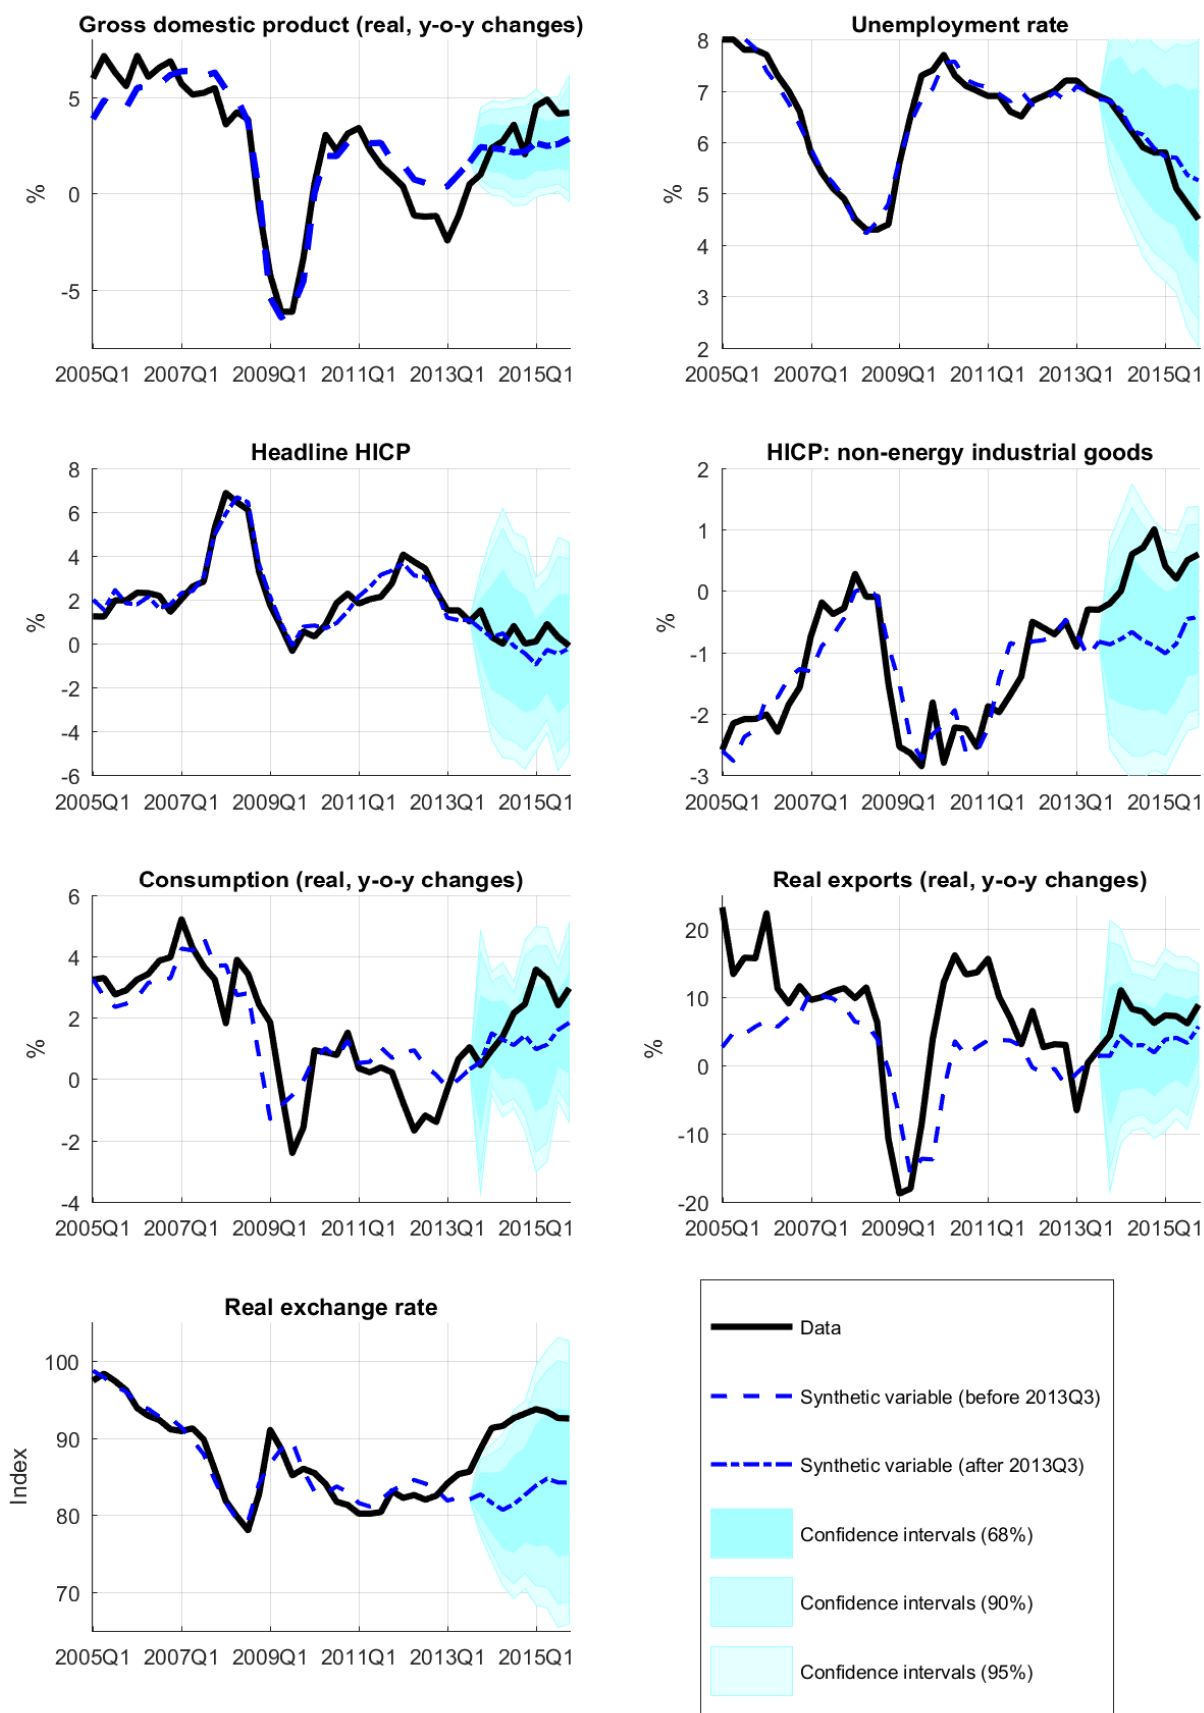 Gross domestic product (real, y-o-y changes)
%
5
0
-5
2005Q1 2007Q1 2009Q1 2011Q1 2013Q1 2015Q1
Unemployment rate
%
8
7
6
5
4
3
2
2005Q1 2007Q1 2009Q1 2011Q1 2013Q1 2015Q1
Headline HICP
%
8
6
4
2
0
-2
-4
-6
2005Q1 2007Q1 2009Q1 2011Q1 2013Q1 2015Q1
HICP: non-energy industrial goods
%
2
1
0
-1
-2
-3
2005Q1 2007Q1 2009Q1 2011Q1 2013Q1 2015Q1
Consumption (real, y-o-y changes)
%
6
4
2
0
-2
-4
2005Q1 2007Q1 2009Q1 2011Q1 2013Q1 2015Q1
Real exports (real, y-o-y changes)
%
20
10
0
-10
-20
2005Q1 2007Q1 2009Q1 2011Q1 2013Q1 2015Q1
Real exchange rate
Index
100
90
80
70
2005Q1 2007Q1 2009Q1 2011Q1 2013Q1 2015Q1
Data
Synthetic variable (before 2013Q3)
Synthetic variable (after 2013Q3)
Confidence intervals (68%)
Confidence intervals (90%)
Confidence intervals (95%)